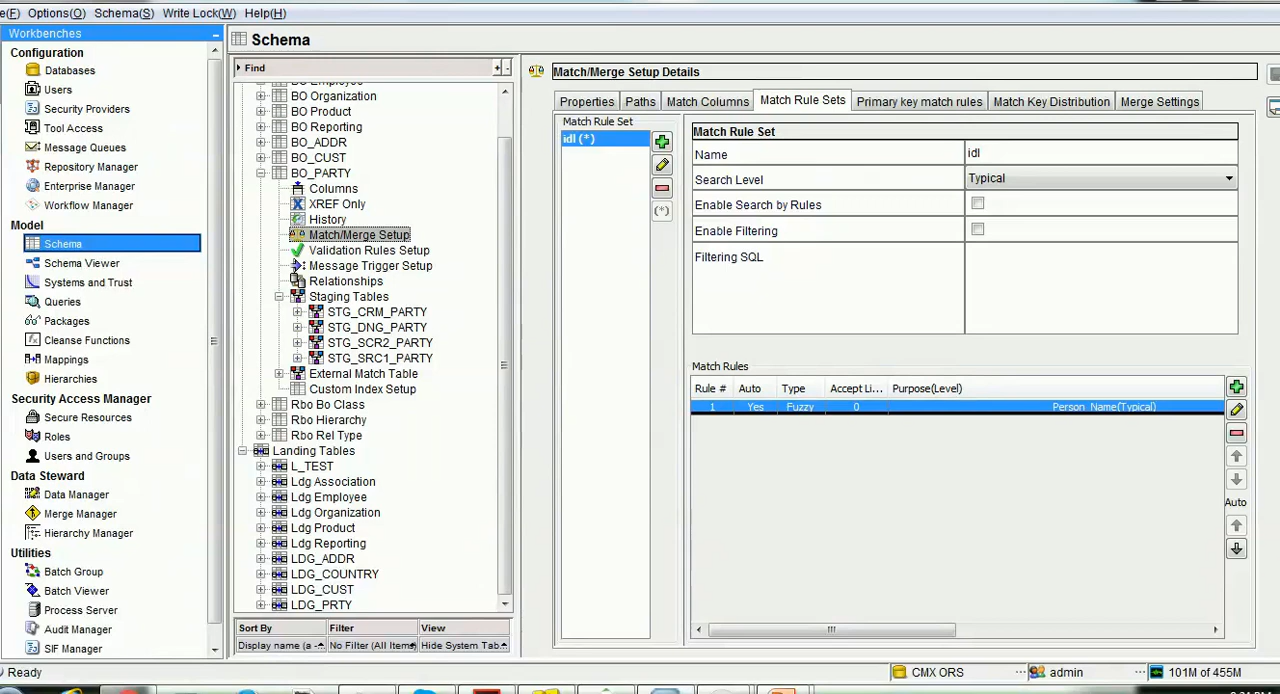 e(F) Options(O) Schema(S) Write Lock(W) Help(H)
Workbenches
Configuration
Databases
Users
Security Providers
Tool Access
Message Queues
Repository Manager
Enterprise Manager
Workflow Manager
Model
Schema
Schema Viewer
Systems and Trust
Queries
Packages
Cleanse Functions
Mappings
Hierarchies
Security Access Manager
Secure Resources
Roles
Users and Groups
Data Steward
Data Manager
Merge Manager
Hierarchy Manager
Utilities
Batch Group
Batch Viewer
Process Server
Audit Manager
SIF Manager
Schema
Find
BO Employee
BO Organization
BO Product
BO Reporting
BO_ADDR
BO_CUST
BO_PARTY
Columns
XREF Only
History
Match/Merge Setup
Validation Rules Setup
Message Trigger Setup
Relationships
Staging Tables
STG_CRM_PARTY
STG_DNG_PARTY
STG_SCR2_PARTY
STG_SRC1_PARTY
External Match Table
Custom Index Setup
Rbo Bo Class
Rbo Hierarchy
Rbo Rel Type
Landing Tables
L_TEST
Ldg Association
Ldg Employee
Ldg Organization
Ldg Product
Ldg Reporting
LDG_ADDR
LDG_COUNTRY
LDG_CUST
LDG_PRTY
Sort By Filter View
Display name (a - No Filter (All Items Hide System Tab.
Match/Merge Setup Details
Properties Paths Match Columns Match Rule Sets Primary key match rules Match Key Distribution Merge Settings
Match Rule Set
idl (*)
(*)
Match Rule Set
Name idl
Search Level Typical
Enable Search by Rules
Enable Filtering
Filtering SQL
Match Rules
Rule # Auto Type Accept Li... Purpose(Level)
1 Yes Fuzzy 0 Person_Name(Typical)
Auto
Ready CMX ORS admin 101M of 455M